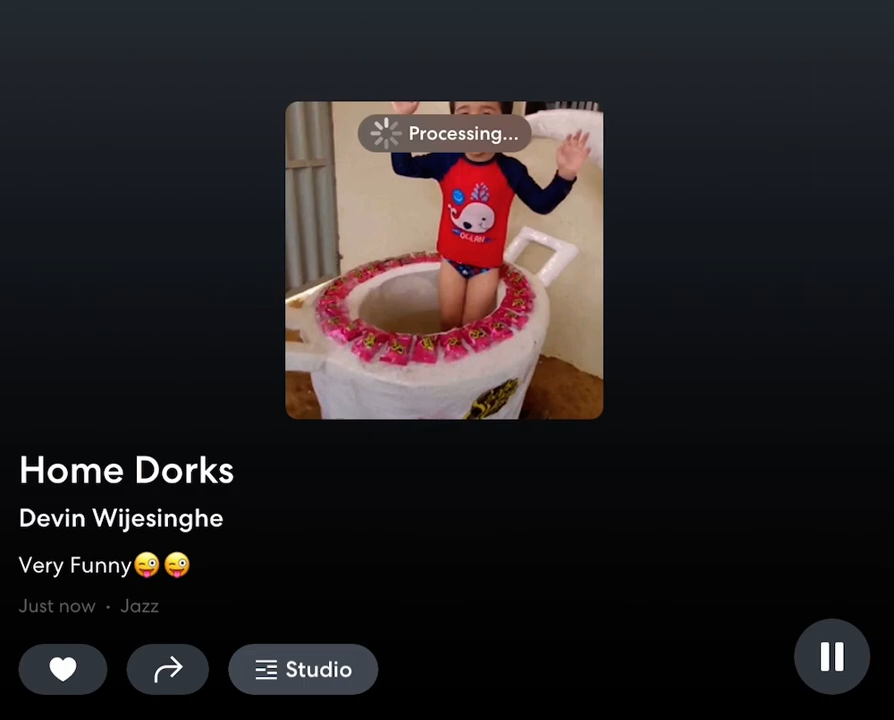 Processing...
OCEAN
Home Dorks
Devin Wijesinghe
Very Funny😜😜
Just now • Jazz
Studio